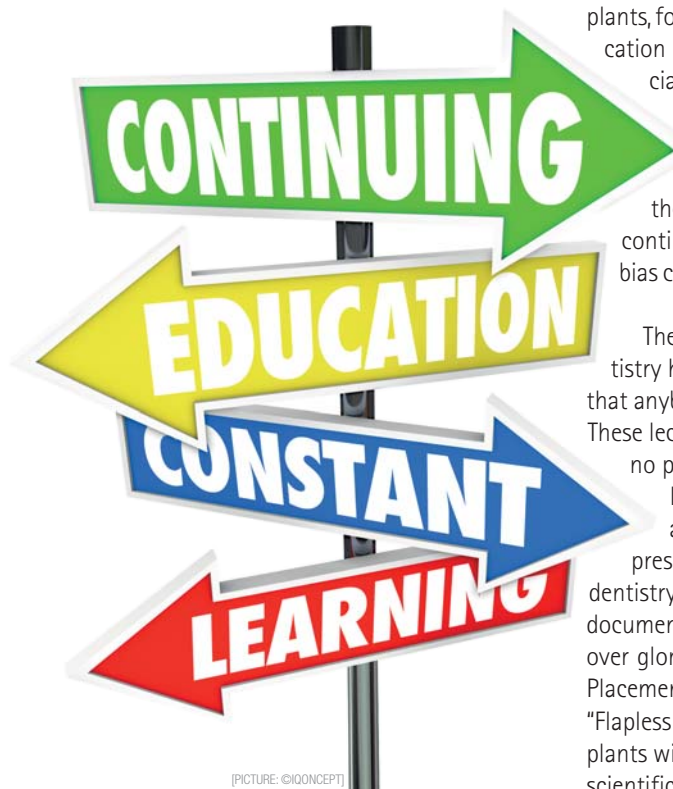 CONTINUING
EDUCATION
CONSTANT
LEARNING
[PICTURE: ©IQONCEPT]
plants, fo
cation
cia
the
conti
bias c
The
tistry h
that anyb
These lec
no p
a
pres
dentistry
documen
over glor
Placemen
"Flapless
plants wi
scientific